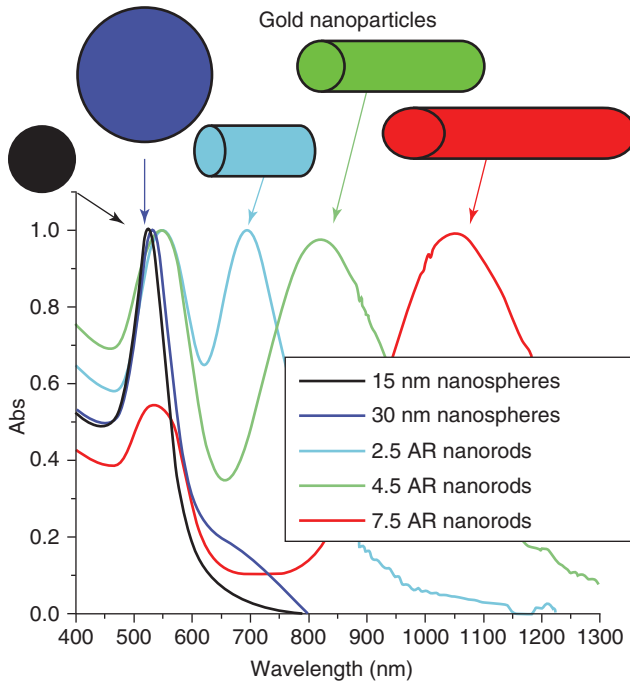 Gold nanoparticles
1.0
0.8
0.6
0.4
0.2
0.0
Abs
15 nm nanospheres
30 nm nanospheres
2.5 AR nanorods
4.5 AR nanorods
7.5 AR nanorods
400 500 600 700 800 900 1000 1100 1200 1300
Wavelength (nm)